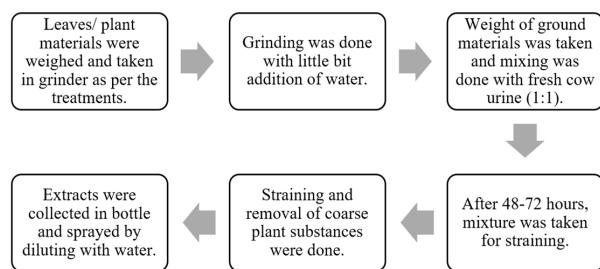 Leaves/ plant
materials were
weighed and taken
in grinder as per the
treatments.
Grinding was done
with little bit
addition of water.
Weight of ground
materials was taken
and mixing was
done with fresh cow
urine (1:1).
After 48-72 hours,
mixture was taken
for straining.
Straining and
removal of coarse
plant substances
were done.
Extracts were
collected in bottle
and sprayed by
diluting with water.